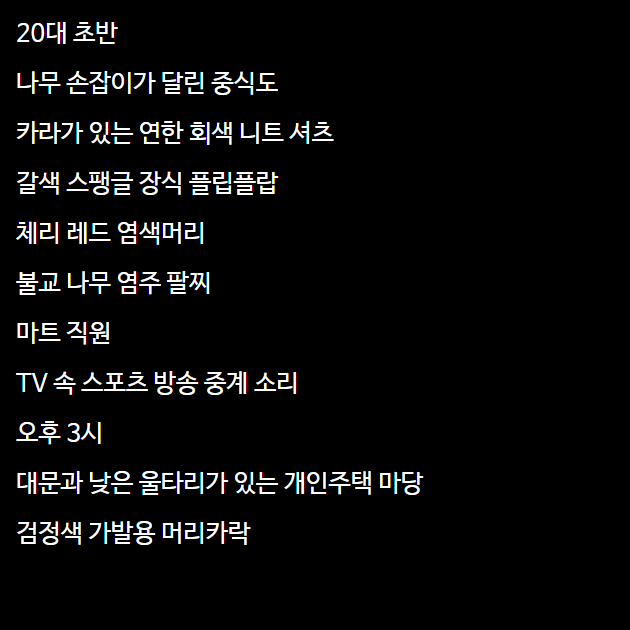 20대 초반
나무 손잡이가 달린 중식도
카라가 있는 연한 회색 니트 셔츠
갈색 스팽글 장식 플립플랍
체리 레드 염색머리
불교 나무 염주 팔찌
마트 직원
TV 속 스포츠 방송 중계 소리
오후 3시
대문과 낮은 울타리가 있는 개인주택 마당
검정색 가발용 머리카락